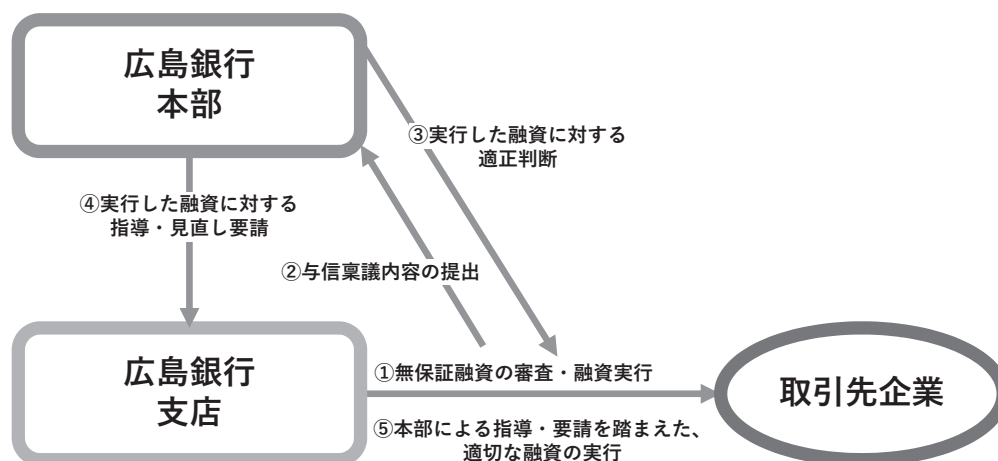 広島銀行
本部
③実行した融資に対する
適正判断
④実行した融資に対する
指導・見直し要請
②与信稟議内容の提出
広島銀行
支店
①無保証融資の審査・融資実行
取引先企業
⑤本部による指導・要請を踏まえた、
適切な融資の実行